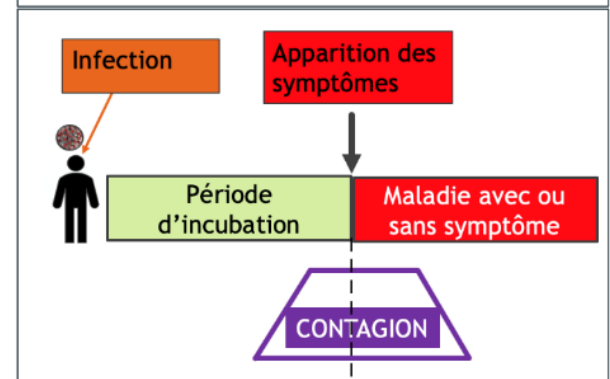 Infection
Apparition des
symptômes
Période
d'incubation
Maladie avec ou
sans symptôme
CONTAGION